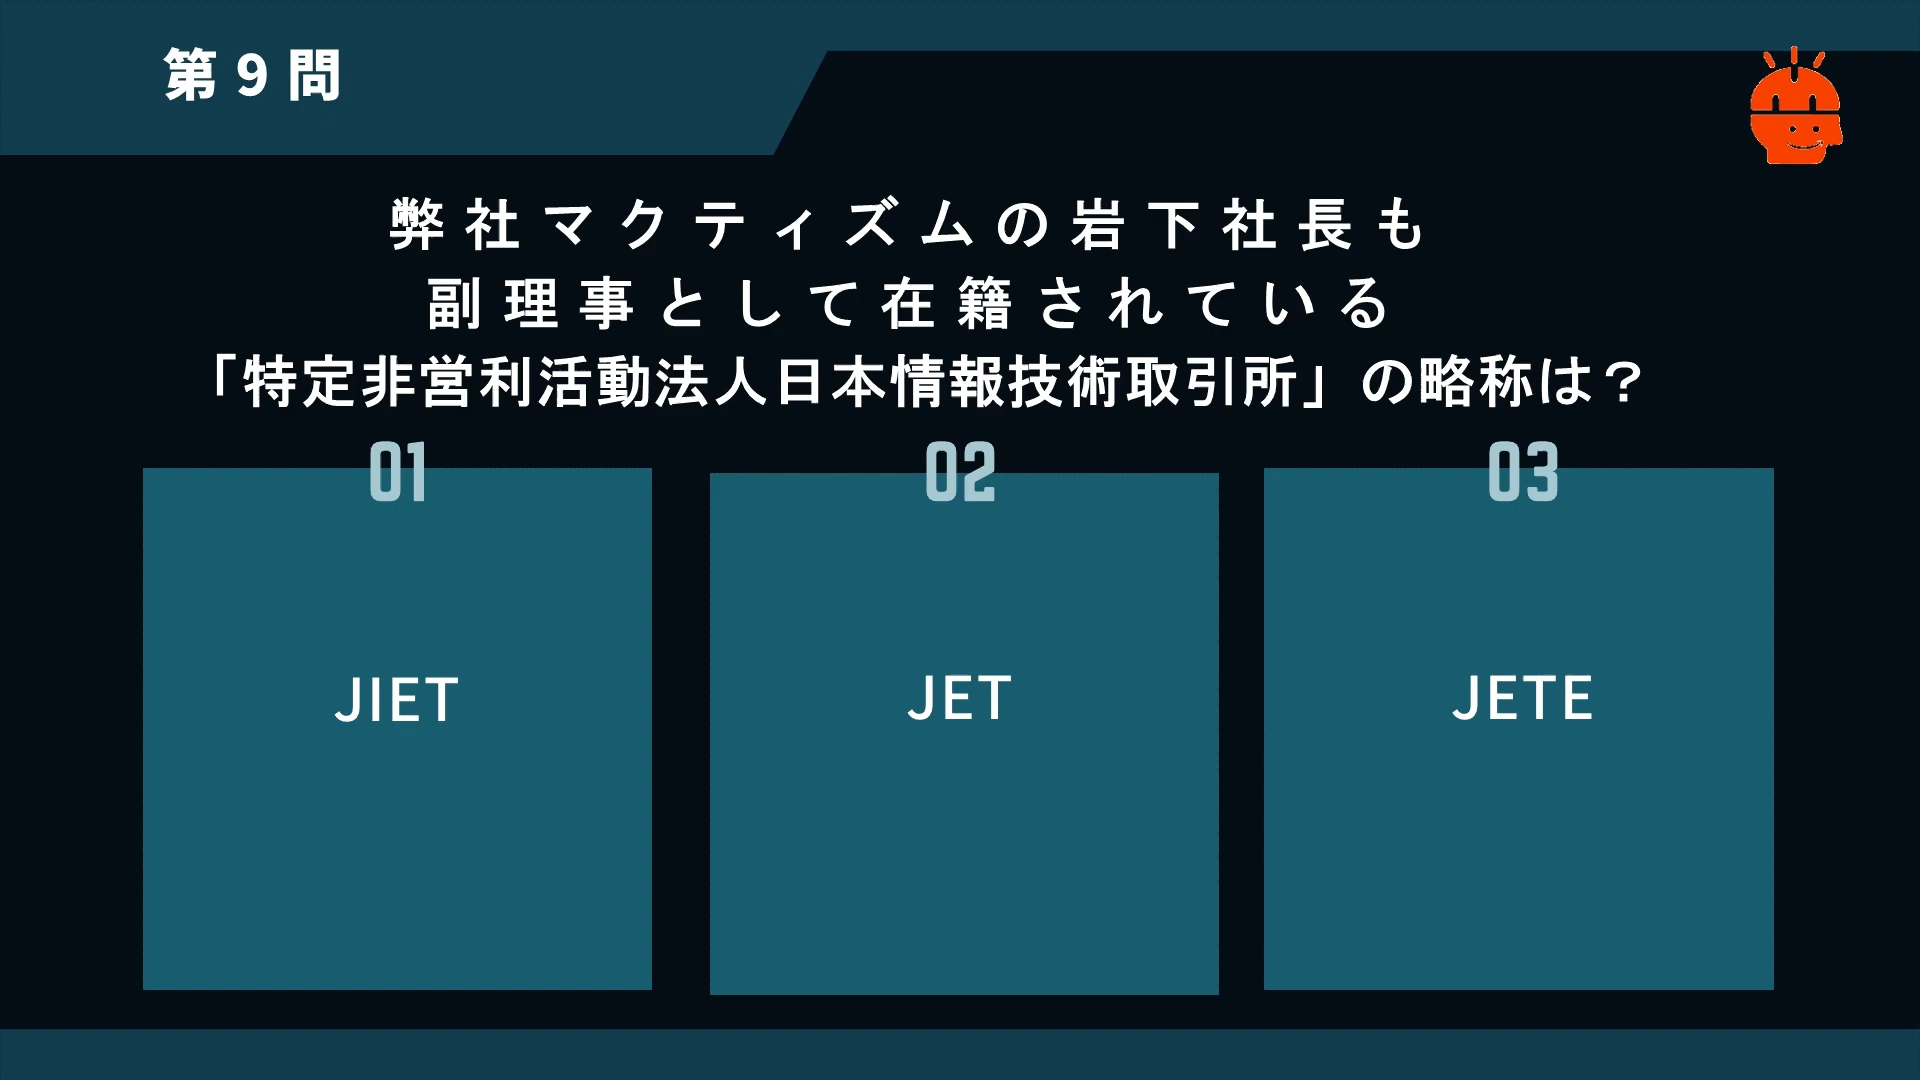 第9問
弊社マクティズムの岩下社長も
副理事として在籍されている
「特定非営利活動法人日本情報技術取引所」の略称は？
01
02
03
JIET
JET
JETE